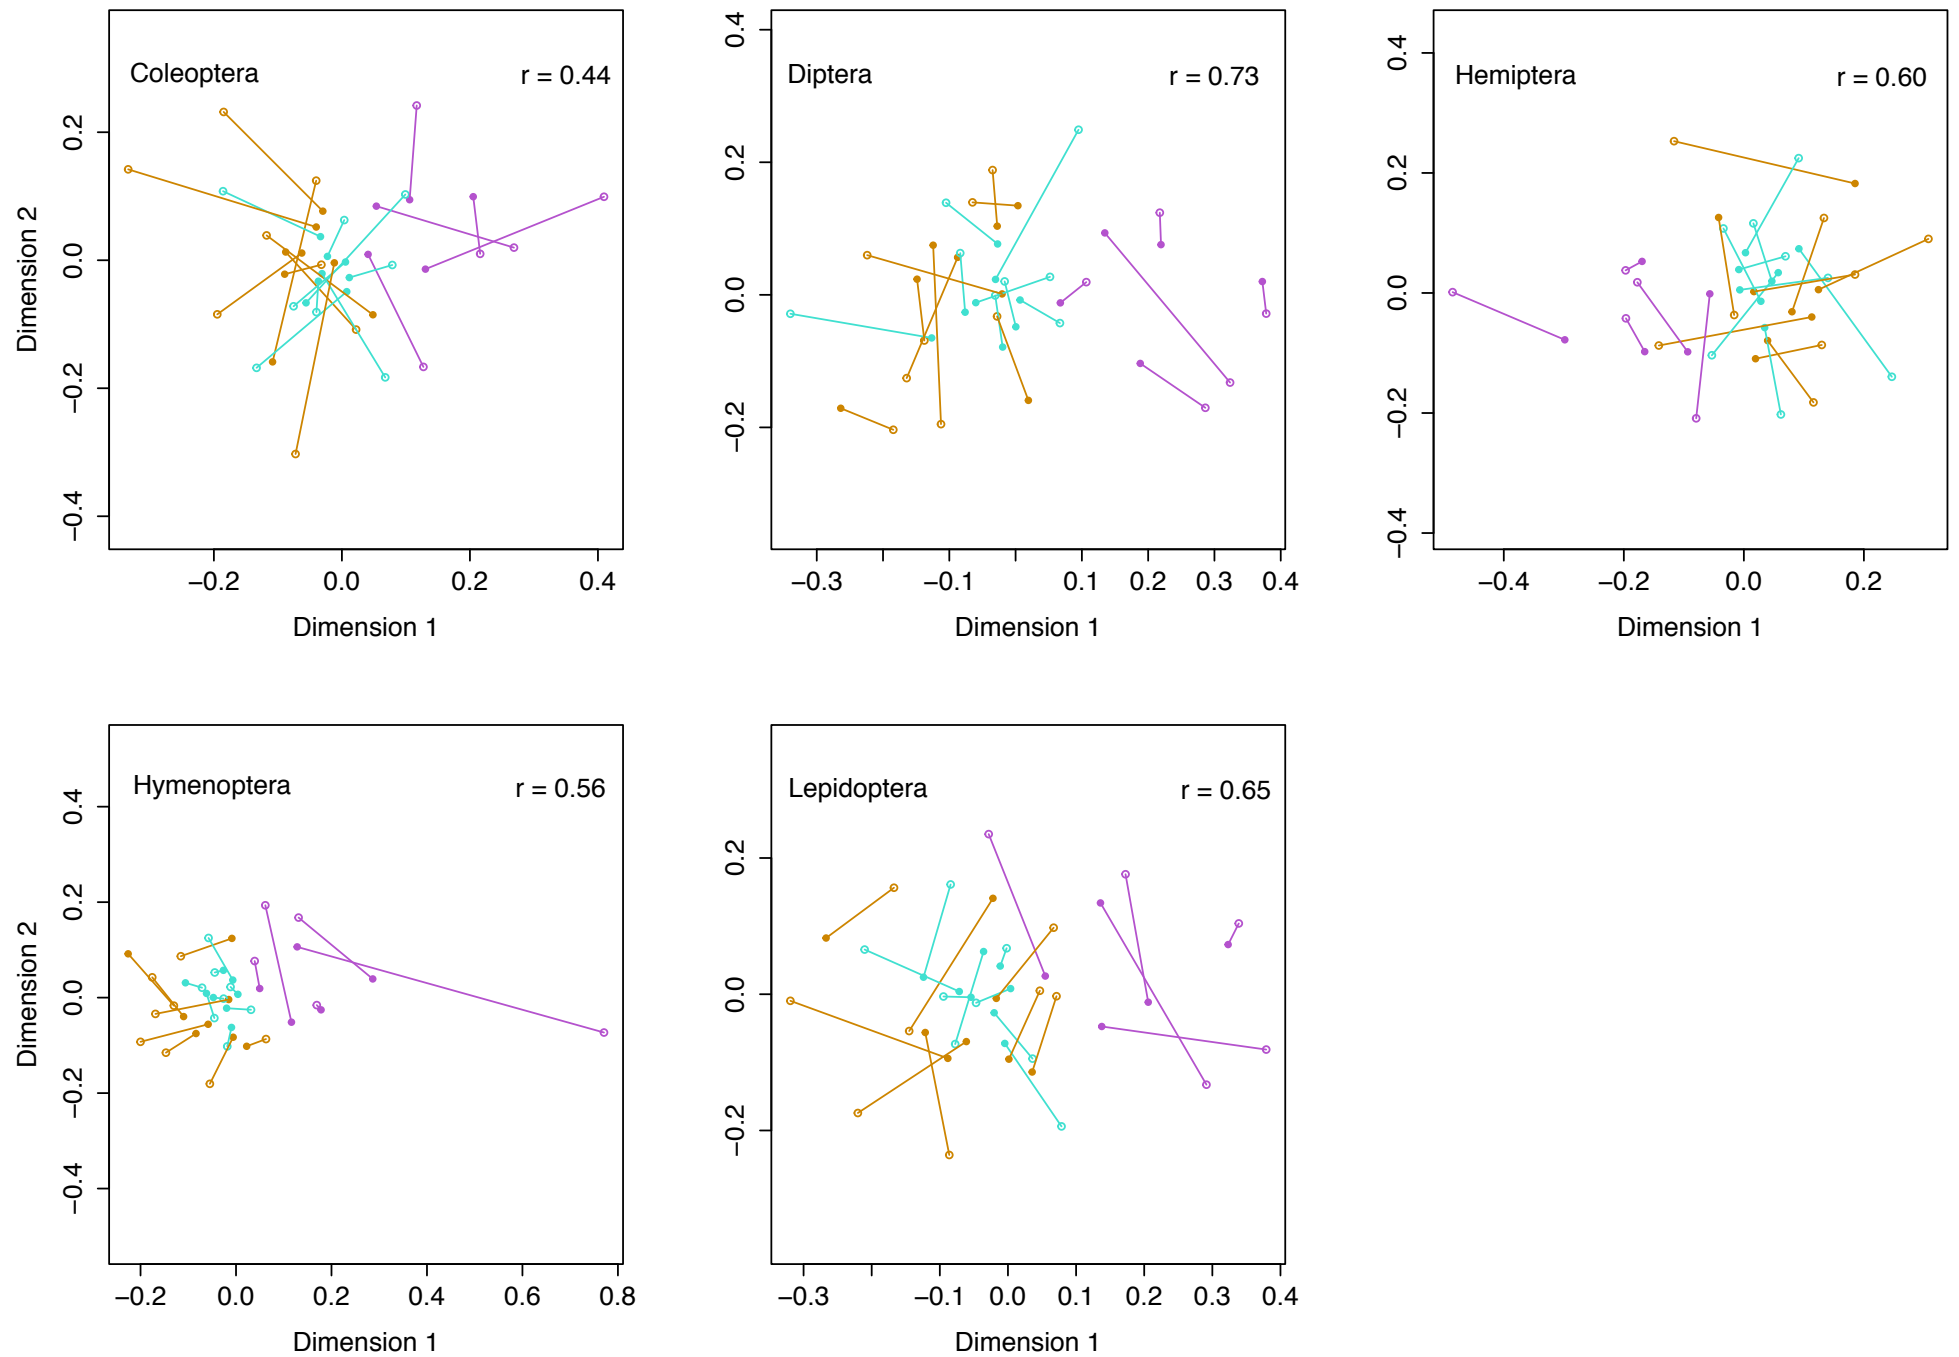 Coleoptera
r = 0.44
Dimension 2
0.2
0.0
−0.2
−0.4
−0.2 0.0 0.2 0.4
Dimension 1
Diptera
r = 0.73
0.4
0.2
0.0
−0.2
−0.3 −0.1 0.1 0.2 0.3 0.4
Dimension 1
Hemiptera
r = 0.60
0.4
0.2
0.0
−0.2
−0.4
−0.4 −0.2 0.0 0.2
Dimension 1
Hymenoptera
r = 0.56
Dimension 2
0.4
0.2
0.0
−0.2
−0.4
−0.2 0.0 0.2 0.4 0.6 0.8
Dimension 1
Lepidoptera
r = 0.65
0.2
0.0
−0.2
−0.3 −0.1 0.0 0.1 0.2 0.3 0.4
Dimension 1